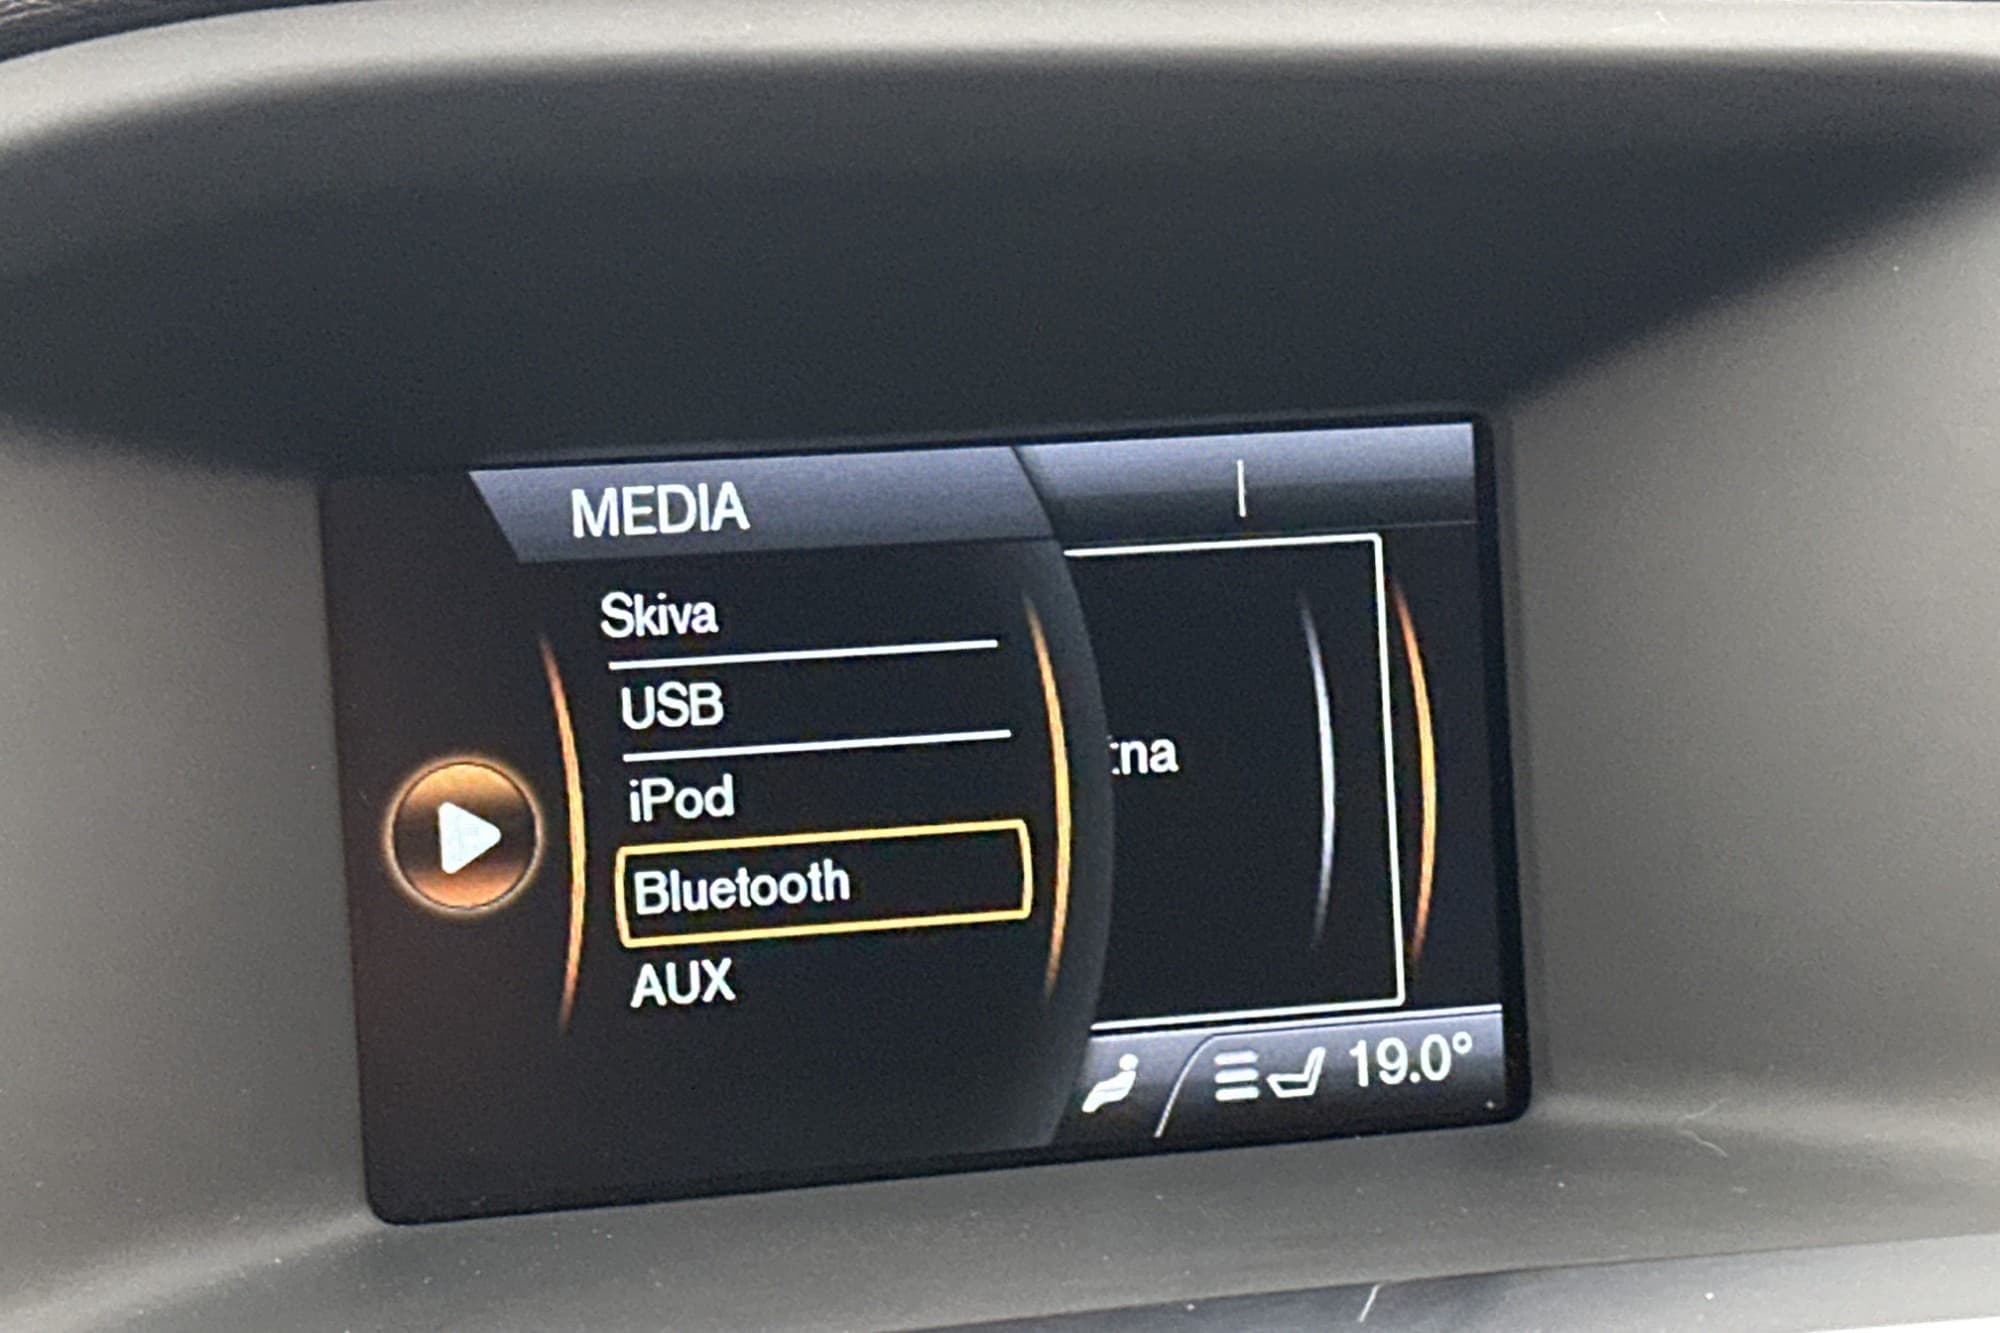 MEDIA
Skiva
USB
iPod
Bluetooth
AUX
19.0°